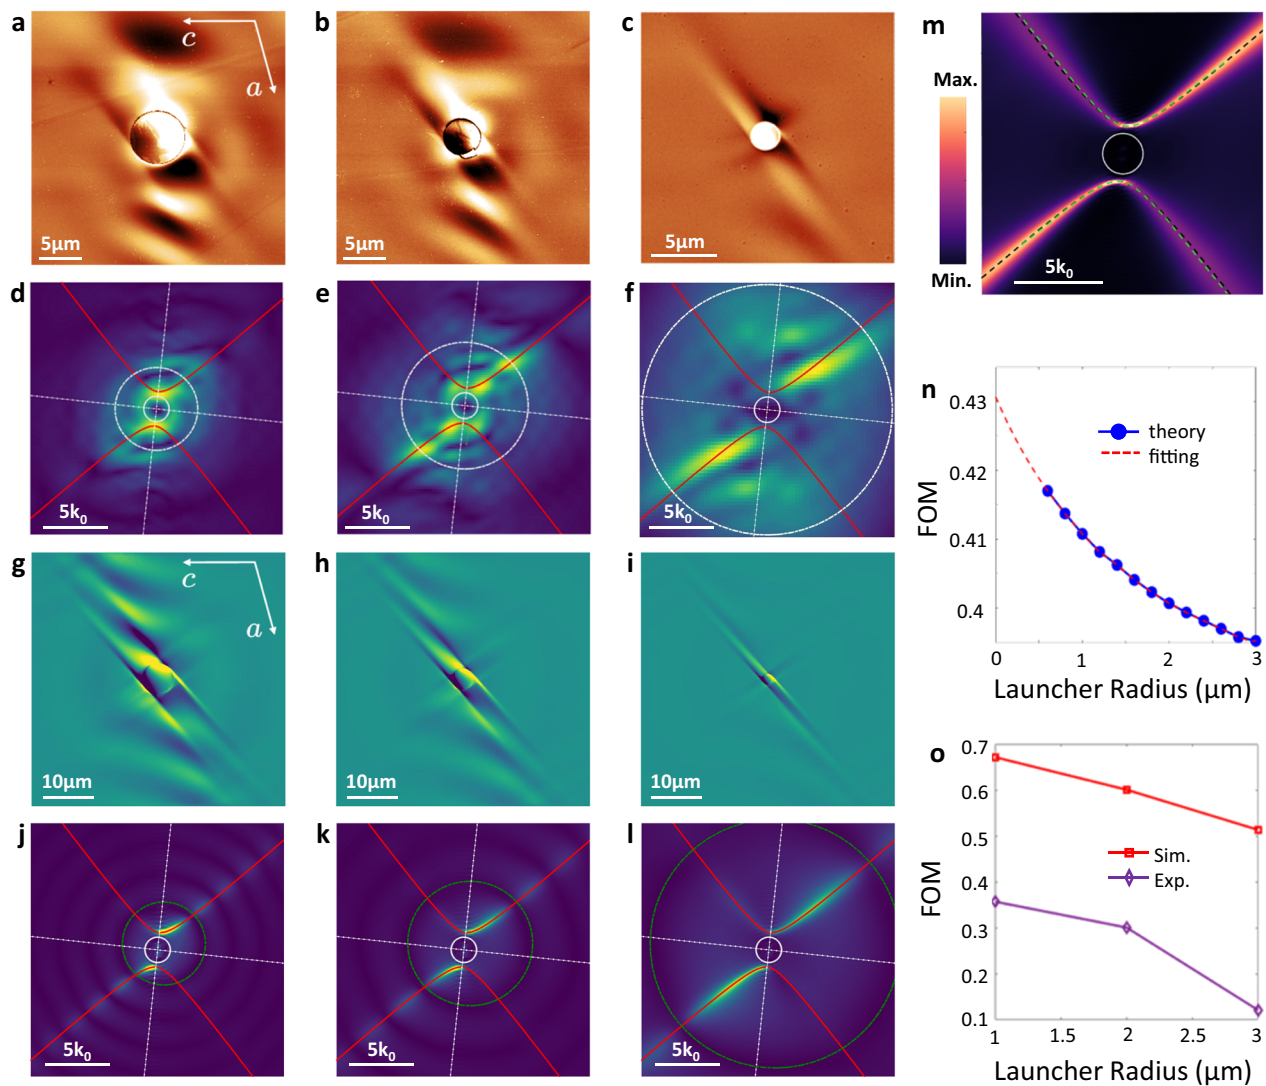 a
c
a
5μm
b
5μm
c
5μm
m
Max.
Min.
5k₀
d
5k₀
e
5k₀
f
5k₀
n
FOM
0.43
0.42
0.41
0.4
theory
fitting
0 1 2 3
Launcher Radius (μm)
g
c
a
10μm
h
10μm
i
10μm
j
5k₀
k
5k₀
l
5k₀
o
FOM
0.7
0.6
0.5
0.4
0.3
0.2
0.1
Sim.
Exp.
1 1.5 2 2.5 3
Launcher Radius (μm)